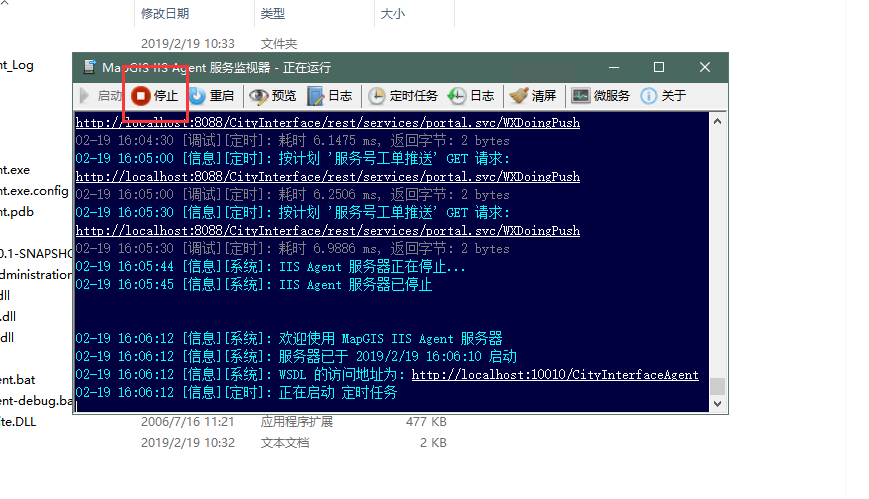 修改日期 类型 大小
2019/2/19 10:33 文件夹
nt_Log
MapGIS IIS Agent 服务监视器 - 正在运行
启动 停止 重启 预览 日志 定时任务 日志 清屏 微服务 关于
http://localhost:8088/CityInterface/rest/services/portal.svc/WXDoingPush
02-19 16:04:30 [调试][定时]: 耗时 6.1475 ms, 返回字节: 2 bytes
02-19 16:05:00 [信息][定时]: 按计划 '服务号工单推送' GET 请求:
nt.exe
http://localhost:8088/CityInterface/rest/services/portal.svc/WXDoingPush
nt.exe.config
02-19 16:05:00 [调试][定时]: 耗时 6.2506 ms, 返回字节: 2 bytes
nt.pdb
02-19 16:05:30 [信息][定时]: 按计划 '服务号工单推送' GET 请求:
http://localhost:8088/CityInterface/rest/services/portal.svc/WXDoingPush
0.1-SNAPSHO
02-19 16:05:30 [调试][定时]: 耗时 6.9886 ms, 返回字节: 2 bytes
dministration
02-19 16:05:44 [信息][系统]: IIS Agent 服务器正在停止...
dll
02-19 16:05:45 [信息][系统]: IIS Agent 服务器已停止
.dll
dll
02-19 16:06:12 [信息][系统]: 欢迎使用 MapGIS IIS Agent 服务器
02-19 16:06:12 [信息][系统]: 服务器已于 2019/2/19 16:06:10 启动
ent.bat
02-19 16:06:12 [信息][系统]: WSDL 的访问地址为: http://localhost:10010/CityInterfaceAgent
ent-debug.ba
02-19 16:06:12 [信息][系统]: 正在启动 定时任务
ite.DLL 2006/7/16 11:21 应用程序扩展 477 KB
2019/2/19 10:32 文本文档 2 KB